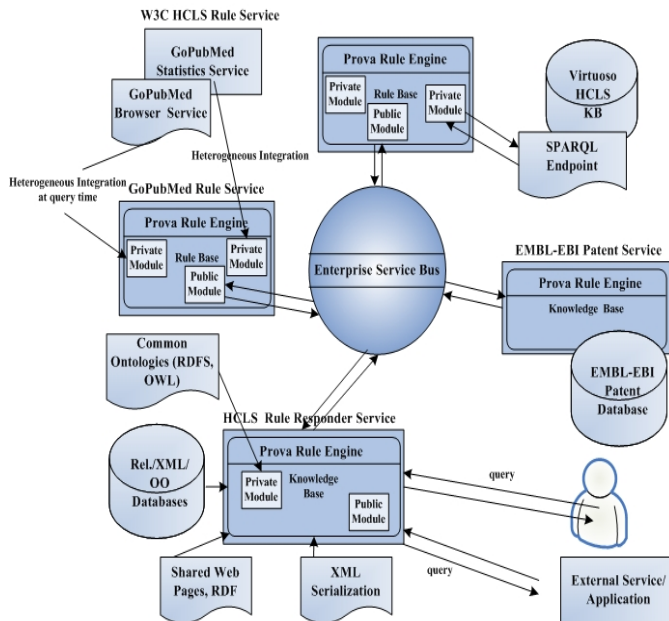 W3C HCLS Rule Service
GoPubMed
Statistics Service
GoPubMed
Browser Service
Prova Rule Engine
Private
Module
Rule Base
Public
Module
Private
Module
Virtuoso
HCLS
KB
SPARQL
Endpoint
Heterogeneous Integration
Heterogeneous Integration
at query time
GoPubMed Rule Service
Prova Rule Engine
Private
Module
Rule Base
Public
Module
Private
Module
Enterprise Service Bus
EMBL-EBI Patent Service
Prova Rule Engine
Knowledge Base
EMBL-EBI
Patent
Database
Common
Ontologies (RDFS,
OWL)
HCLS Rule Responder Service
Prova Rule Engine
Private
Module
Knowledge
Base
Public
Module
Rel./XML/
OO
Databases
query
Shared Web
Pages, RDF
XML
Serialization
query
External Service/
Application